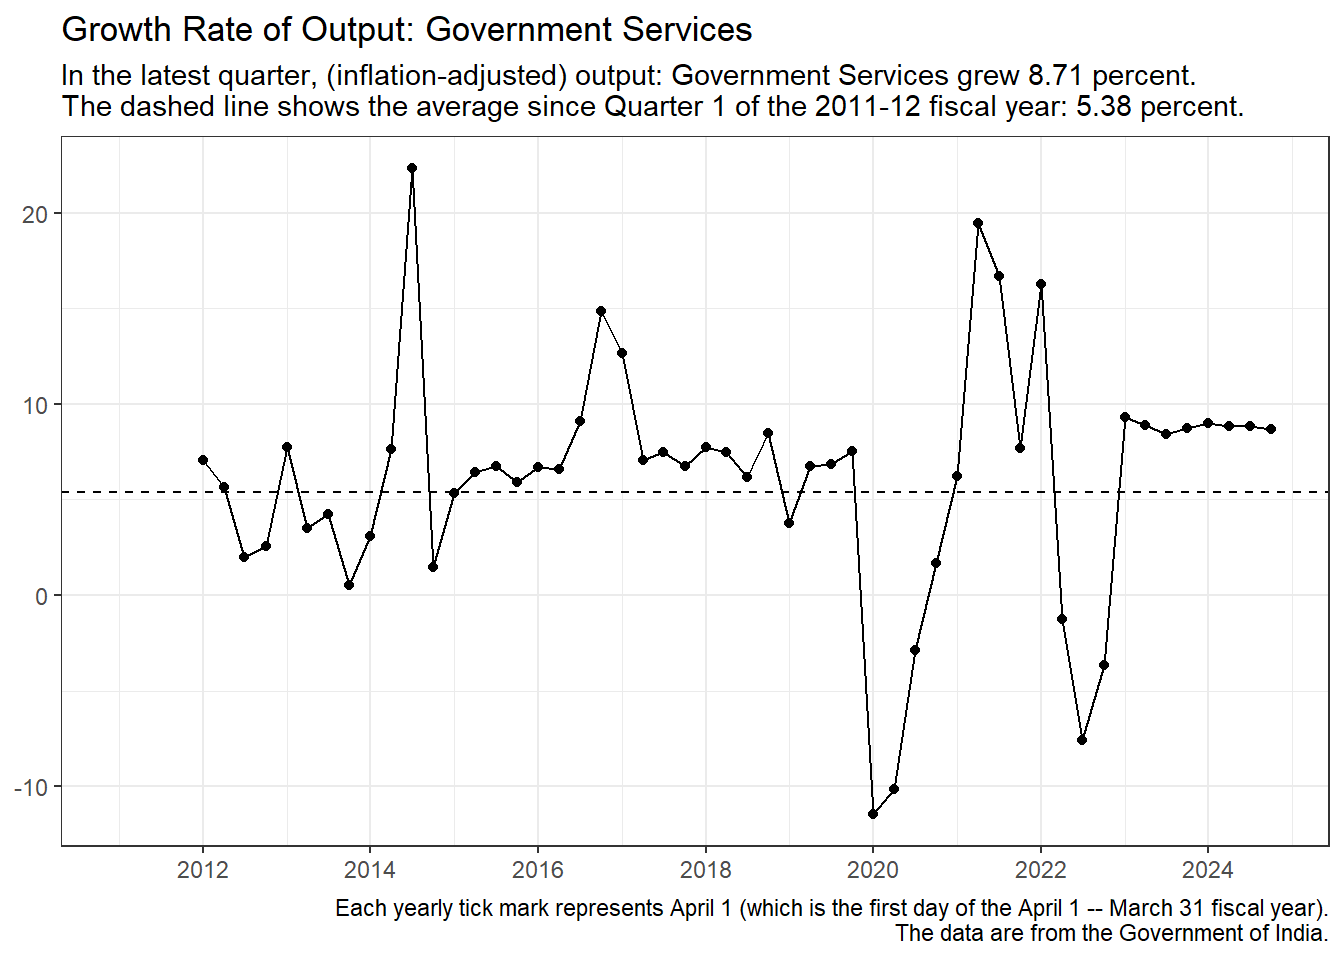 Growth Rate of Output: Government Services
In the latest quarter, (inflation-adjusted) output: Government Services grew 8.71 percent.
The dashed line shows the average since Quarter 1 of the 2011-12 fiscal year: 5.38 percent.
20
10
0
-10
2012 2014 2016 2018 2020 2022 2024
Each yearly tick mark represents April 1 (which is the first day of the April 1 -- March 31 fiscal year).
The data are from the Government of India.